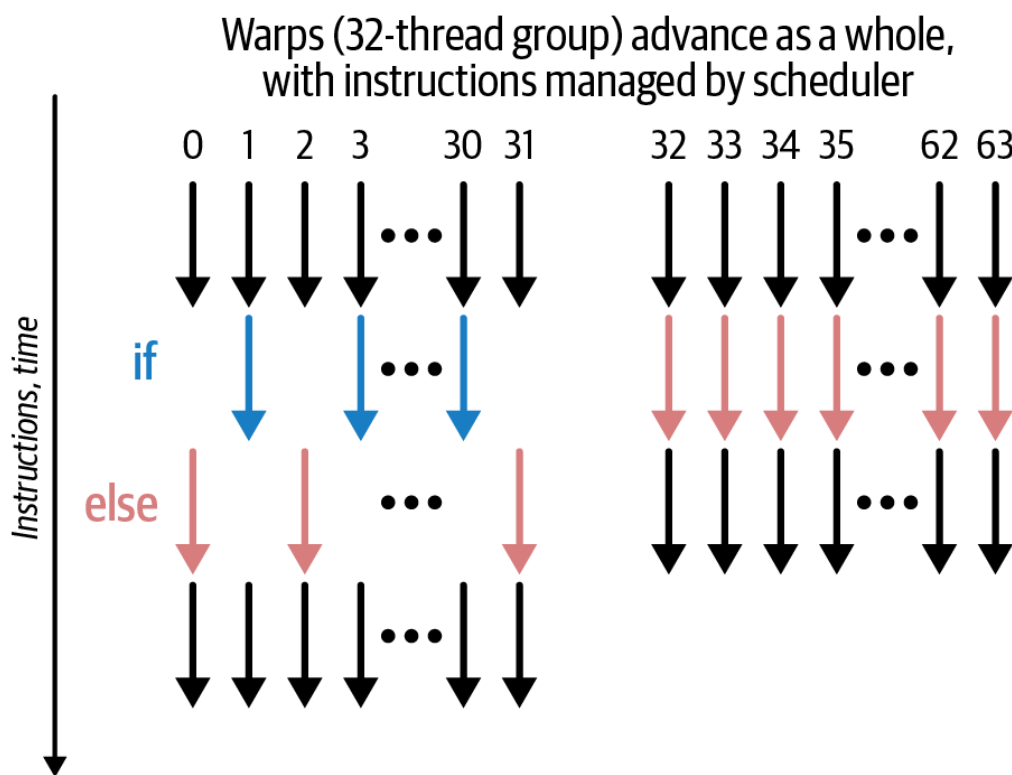 Warps (32-thread group) advance as a whole,
with instructions managed by scheduler
0 1 2 3 30 31 32 33 34 35 62 63
if
else
Instructions, time